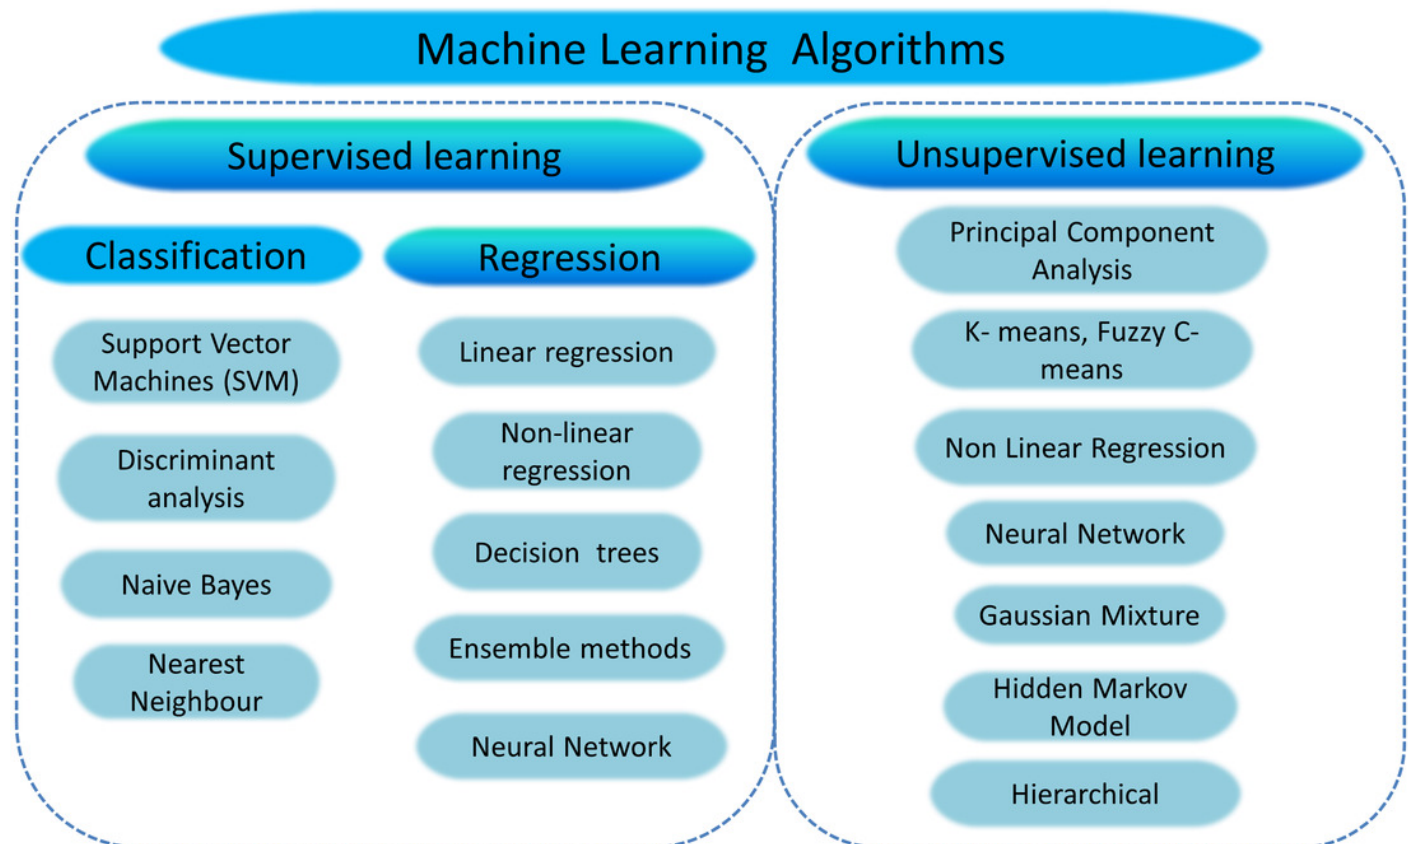 Machine Learning  Algorithms
Supervised learning
Classification
Support Vector
Machines (SVM)
Discriminant
analysis
Naive Bayes
Nearest
Neighbour
Regression
Linear regression
Non-linear
regression
Decision  trees
Ensemble methods
Neural Network
Unsupervised learning
Principal Component
Analysis
K- means, Fuzzy C-
means
Non Linear Regression
Neural Network
Gaussian Mixture
Hidden Markov
Model
Hierarchical